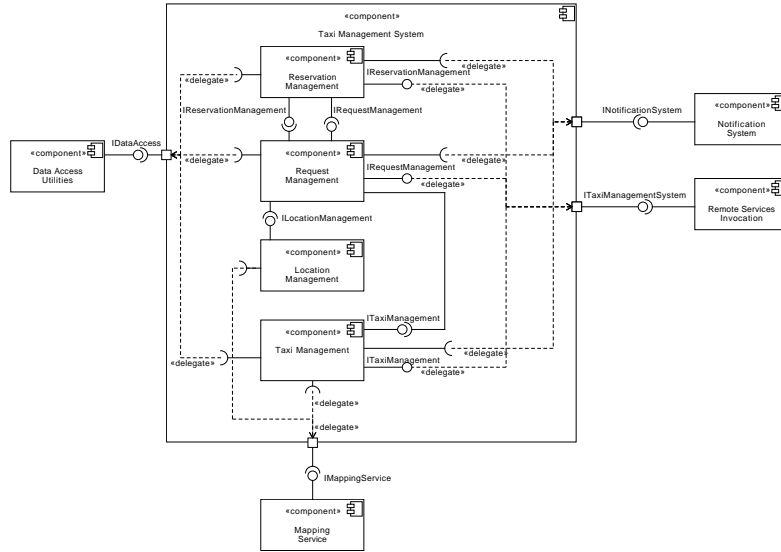 «component»
Taxi Management System
«component»
Reservation
Management
«delegate»
IReservationManagement
«delegate»
IReservationManagement
IRequestManagement
INotificationSystem
«component»
Notification
System
«component»
Data Access
Utilities
IDataAccess
«delegate»
«component»
Request
Management
«delegate»
IRequestManagement
«delegate»
ITaxiManagementSystem
«component»
Remote Services
Invocation
ILocationManagement
«component»
Location
Management
ITaxiManagement
«component»
Taxi Management
«delegate»
«delegate»
ITaxiManagement
«delegate»
«delegate»
«delegate»
IMappingService
«component»
Mapping
Service